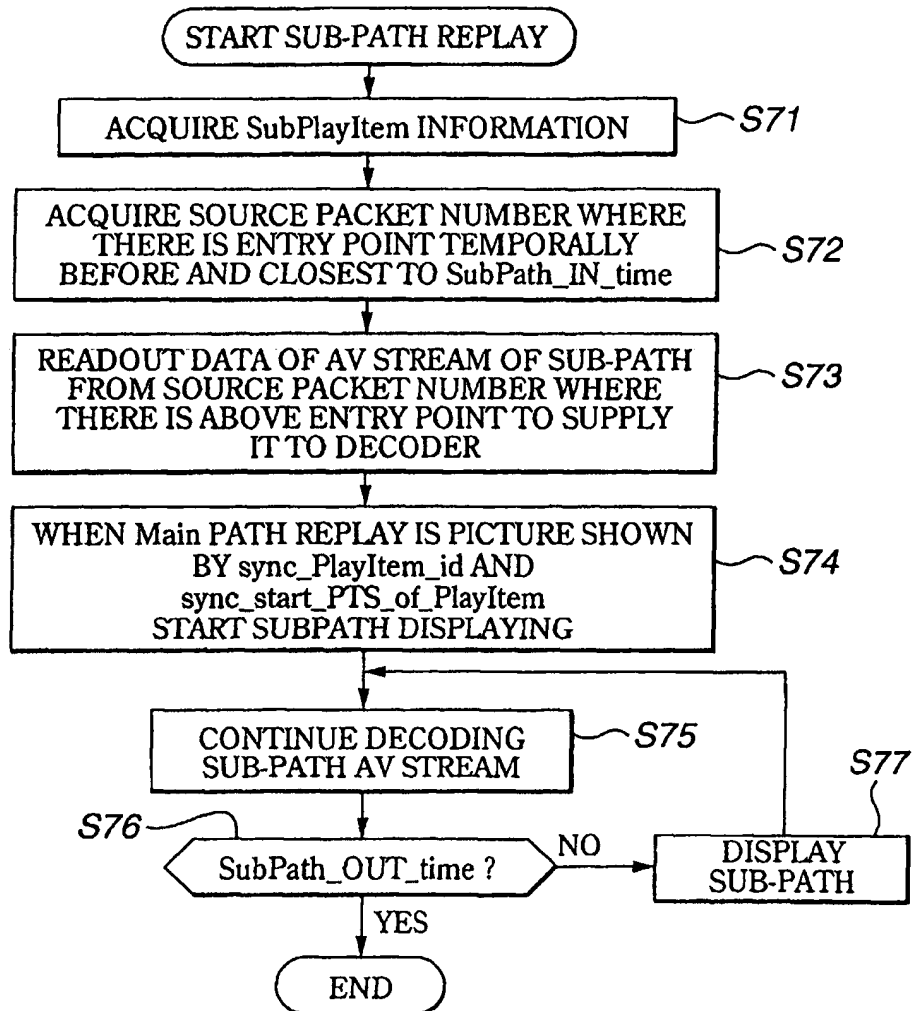 START SUB-PATH REPLAY
ACQUIRE SubPlayItem INFORMATION
S71
ACQUIRE SOURCE PACKET NUMBER WHERE
THERE IS ENTRY POINT TEMPORALLY
BEFORE AND CLOSEST TO SubPath_IN_time
S72
READOUT DATA OF AV STREAM OF SUB-PATH
FROM SOURCE PACKET NUMBER WHERE
THERE IS ABOVE ENTRY POINT TO SUPPLY
IT TO DECODER
S73
WHEN Main PATH REPLAY IS PICTURE SHOWN
BY sync_PlayItem_id AND
sync_start_PTS_of_PlayItem
START SUBPATH DISPLAYING
S74
CONTINUE DECODING
SUB-PATH AV STREAM
S75
S76
SubPath_OUT_time ?
NO
S77
DISPLAY
SUB-PATH
YES
END